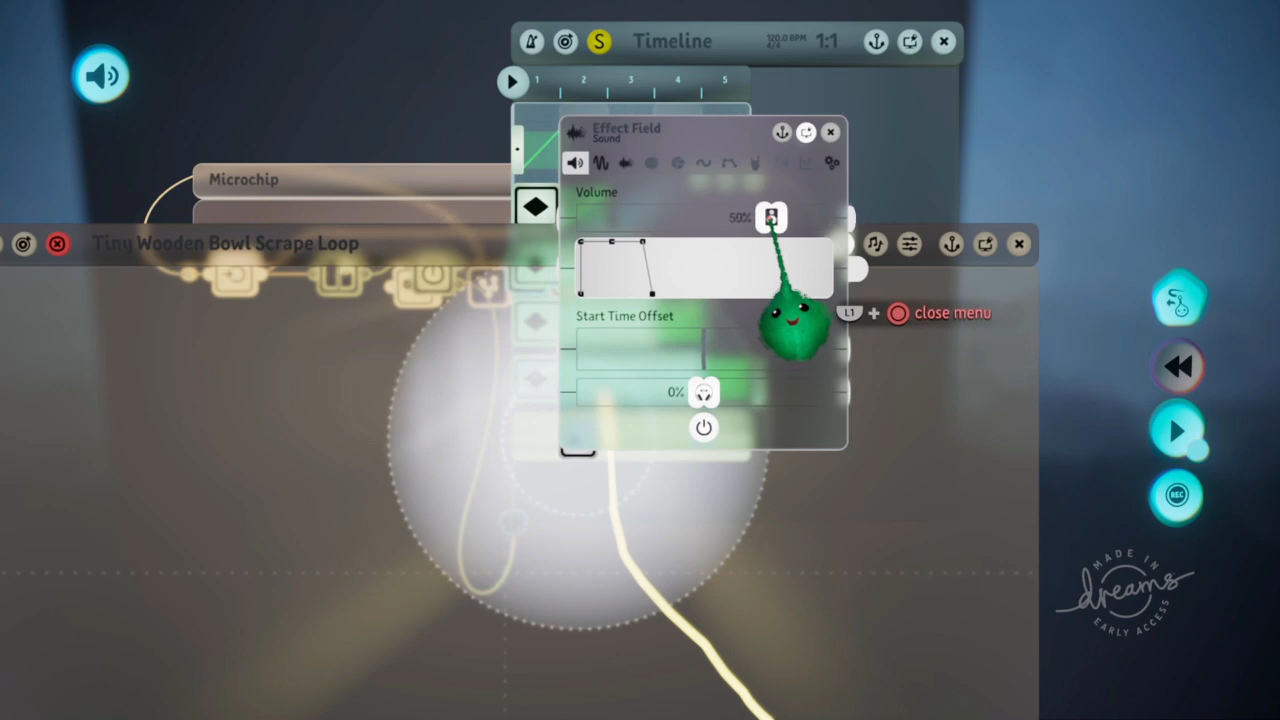 S Timeline 120.0 BPM 4/4 1:1
1 2 3 4 5
Effect Field
Sound
Microchip
Volume
50%
Tiny Wooden Bowl Scrape Loop
Start Time Offset
L1 + close menu
0%
REC
MADE IN
dreams
EARLY ACCESS